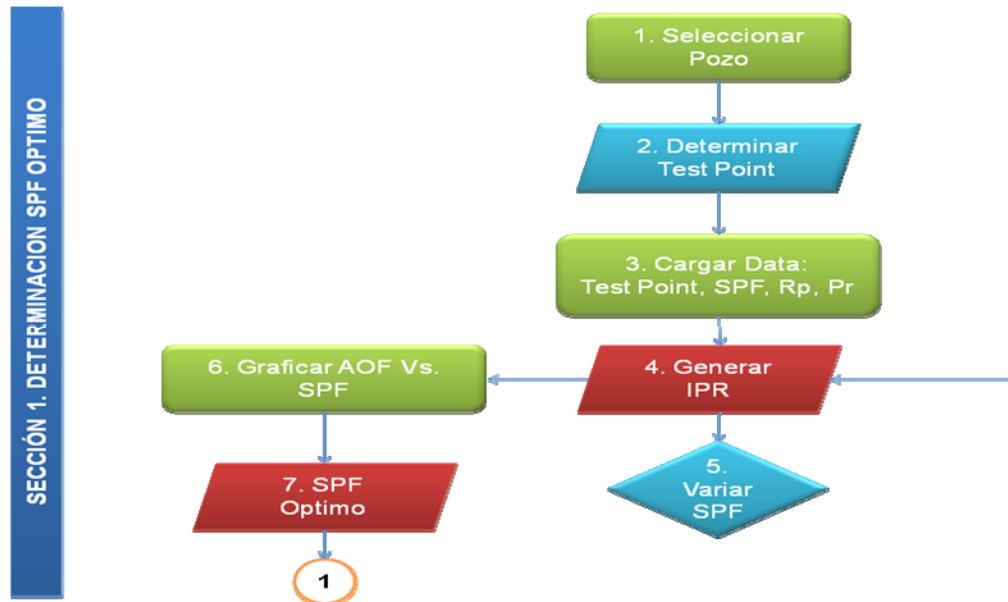 SECCIÓN 1. DETERMINACION SPF OPTIMO
1. Seleccionar
Pozo
2. Determinar
Test Point
3. Cargar Data:
Test Point, SPF, Rp, Pr
4. Generar
IPR
5.
Variar
SPF
6. Graficar AOF Vs.
SPF
7. SPF
Optimo
1